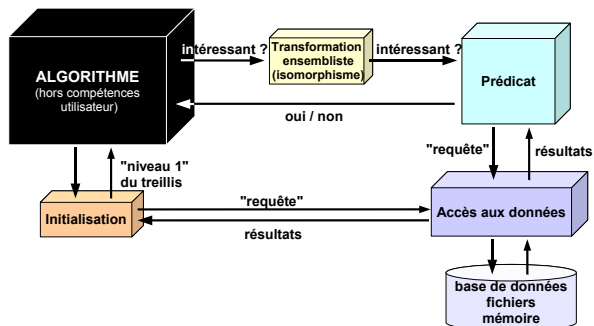 intéressant ?
Transformation
ensembliste
(isomorphisme)
intéressant ?
ALGORITHME
(hors compétences
utilisateur)
Prédicat
oui / non
"niveau 1"
du treillis
"requête"
résultats
Initialisation
"requête"
résultats
Accès aux données
base de données
fichiers
mémoire